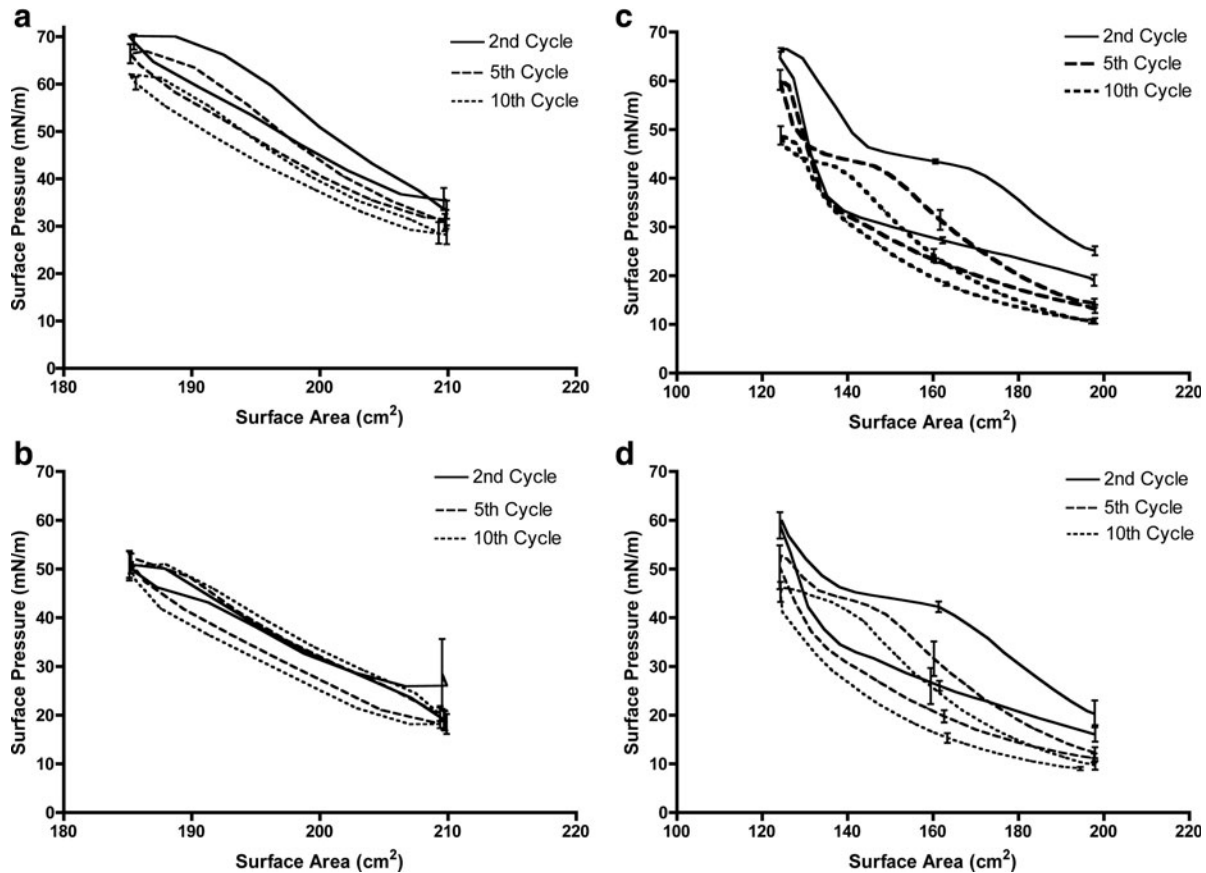 a
Surface Pressure (mN/m)
70
60
50
40
30
20
10
0
180 190 200 210 220
Surface Area (cm²)
2nd Cycle
5th Cycle
10th Cycle
c
Surface Pressure (mN/m)
70
60
50
40
30
20
10
0
100 120 140 160 180 200 220
Surface Area (cm²)
2nd Cycle
5th Cycle
10th Cycle
b
Surface Pressure (mN/m)
70
60
50
40
30
20
10
0
180 190 200 210 220
Surface Area (cm²)
2nd Cycle
5th Cycle
10th Cycle
d
Surface Pressure (mN/m)
70
60
50
40
30
20
10
0
100 120 140 160 180 200 220
Surface Area (cm²)
2nd Cycle
5th Cycle
10th Cycle